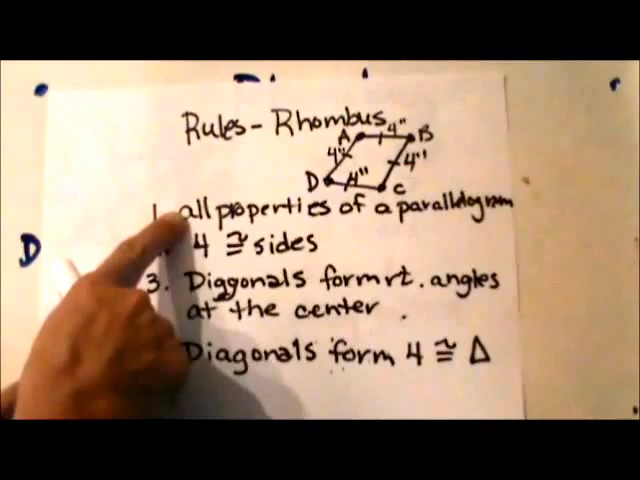 Rules - Rhombus
A 4" B
4" 4"
D 4" C
1. all properties of a parallelogram
D
4 ≅ sides
3. Diagonals form rt. angles
at the center.
Diagonals form 4 ≅ Δ